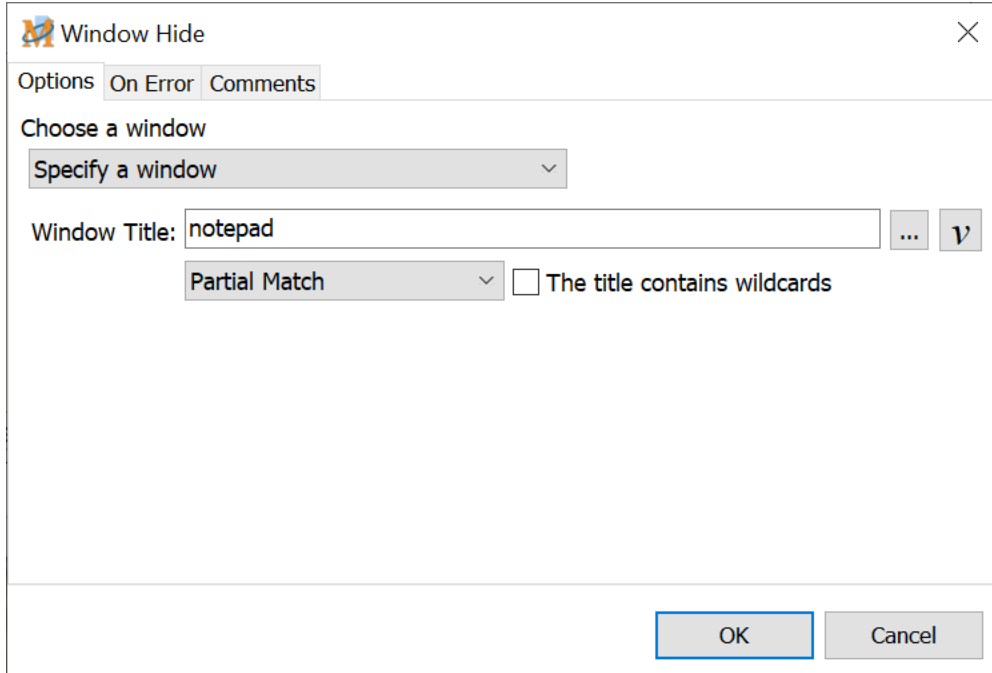 Window Hide
Options On Error Comments
Choose a window
Specify a window
Window Title: notepad ... v
Partial Match The title contains wildcards
OK Cancel